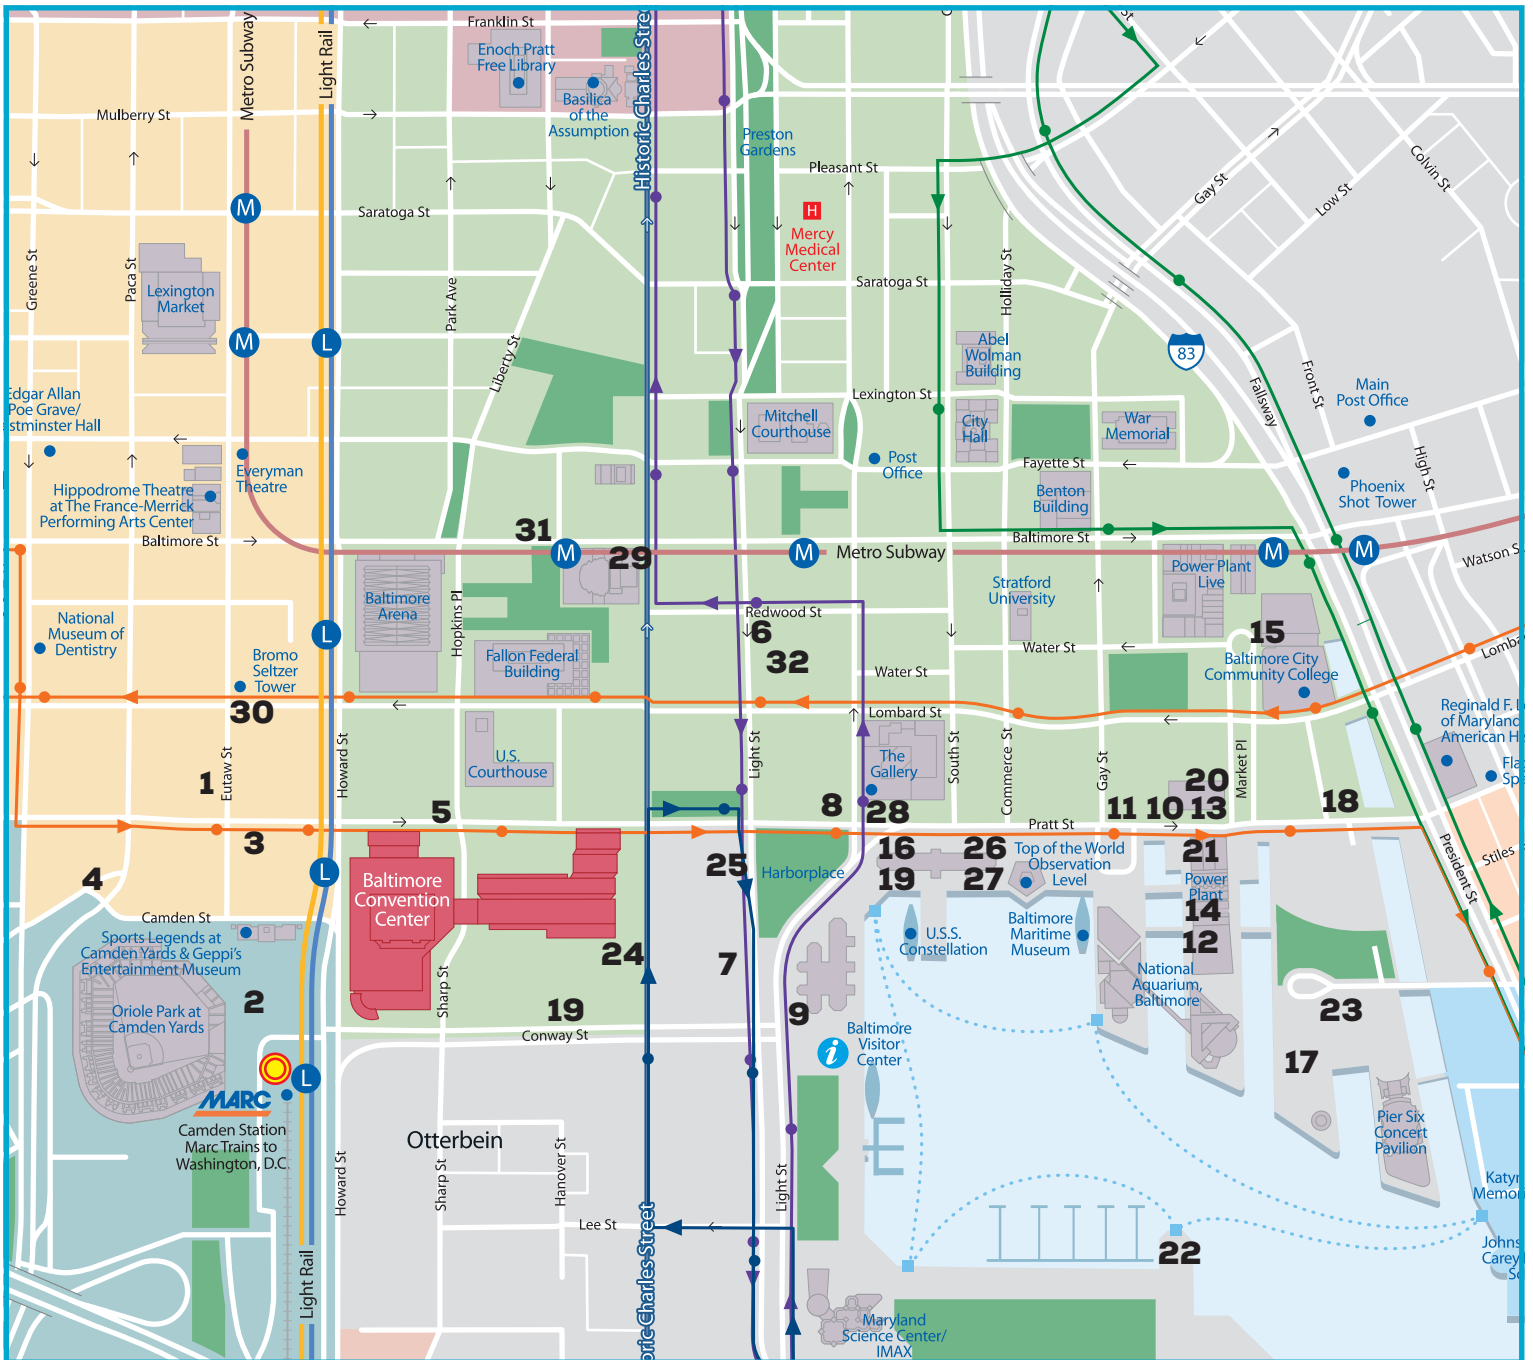 Franklin St
St
Metro Subway
Light Rail
Enoch Pratt
Free Library
Historic-Charles-Stree
Basilica
of the
Assumption
Mulberry St
Preston
Gardens
Colvin St
Pleasant St
Gay St
Low St
M
Saratoga St
H
Mercy
Medical
Center
Greene St
Paca St
Lexington
Market
Park Ave
Saratoga St
Holliday St
M
L
Liberty St
Abel
Wolman
Building
83
Front St
Fallsway
Edgar Allan
Poe Grave/
stminster Hall
Lexington St
Main
Post Office
Mitchell
Courthouse
City
Hall
War
Memorial
Everyman
Theatre
Post
Office
Fayette St
High St
Hippodrome Theatre
at The France-Merrick
Performing Arts Center
Benton
Building
Phoenix
Shot Tower
Baltimore St
31
M
29
M
Metro Subway
Baltimore St
M
M
Watson S
Power Plant
Live
Baltimore
Arena
Hopkins Pl
Stratford
University
Redwood St
National
Museum of
Dentistry
L
6
Water St
15
Lomba
Bromo
Seltzer
Tower
Fallon Federal
Building
32
Water St
Baltimore City
Community College
30
Lombard St
Reginald F. L
of Maryland
American H
1
Eutaw St
Howard St
U.S.
Courthouse
Light St
The
Gallery
South St
Commerce St
Gay St
Market Pl
Fla
Sp
20
5
8
28
11
10
13
18
3
Pratt St
4
L
Baltimore
Convention
Center
25
Harborplace
16
26
Top of the World
Observation
Level
21
President St
Stiles
19
27
Power
Plant
14
Camden St
Sports Legends at
Camden Yards & Geppi's
Entertainment Museum
24
7
U.S.S.
Constellation
Baltimore
Maritime
Museum
12
2
Oriole Park at
Camden Yards
Sharp St
19
9
National
Aquarium,
Baltimore
23
Conway St
Baltimore
Visitor
Center
i
17
L
MARC
Camden Station
Marc Trains to
Washington, D.C.
Otterbein
Pier Six
Concert
Pavilion
Howard St
Sharp St
Hanover St
Light St
Katyn
Memori
Lee St
22
Johns
Carey
Sc
Light Rail
oric-Charles-Street
Maryland
Science Center/
IMAX